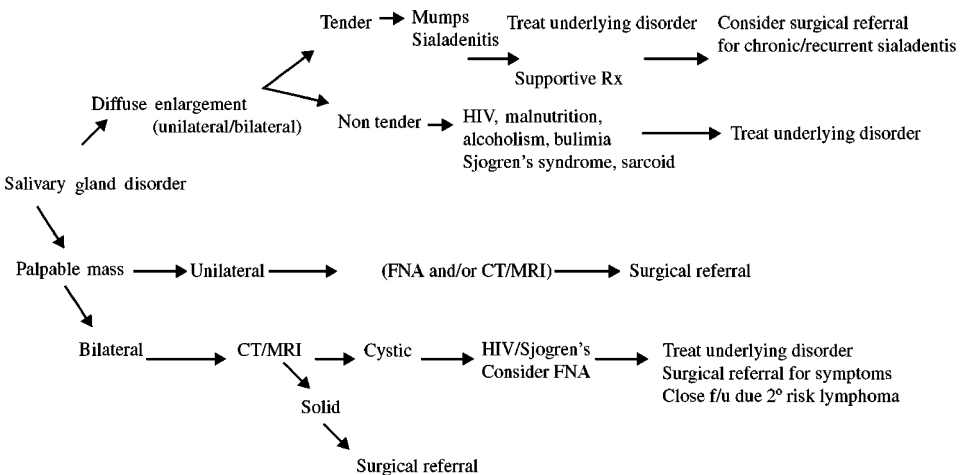 Tender
Mumps
Sialadenitis
Treat underlying disorder
Supportive Rx
Consider surgical referral
for chronic/recurrent sialadentis
Diffuse enlargement
(unilateral/bilateral)
Non tender
HIV, malnutrition,
alcoholism, bulimia
Sjogren's syndrome, sarcoid
Treat underlying disorder
Salivary gland disorder
Palpable mass
Unilateral
(FNA and/or CT/MRI)
Surgical referral
Bilateral
CT/MRI
Cystic
HIV/Sjogren's
Consider FNA
Treat underlying disorder
Surgical referral for symptoms
Close f/u due 2º risk lymphoma
Solid
Surgical referral